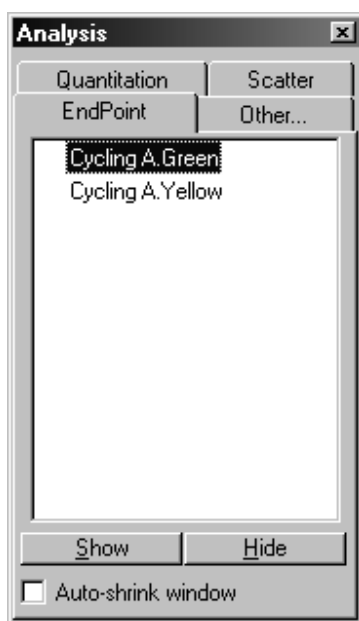 Analysis
Quantitation Scatter
EndPoint Other...
Cycling A.Green
Cycling A.Yellow
Show Hide
Auto-shrink window